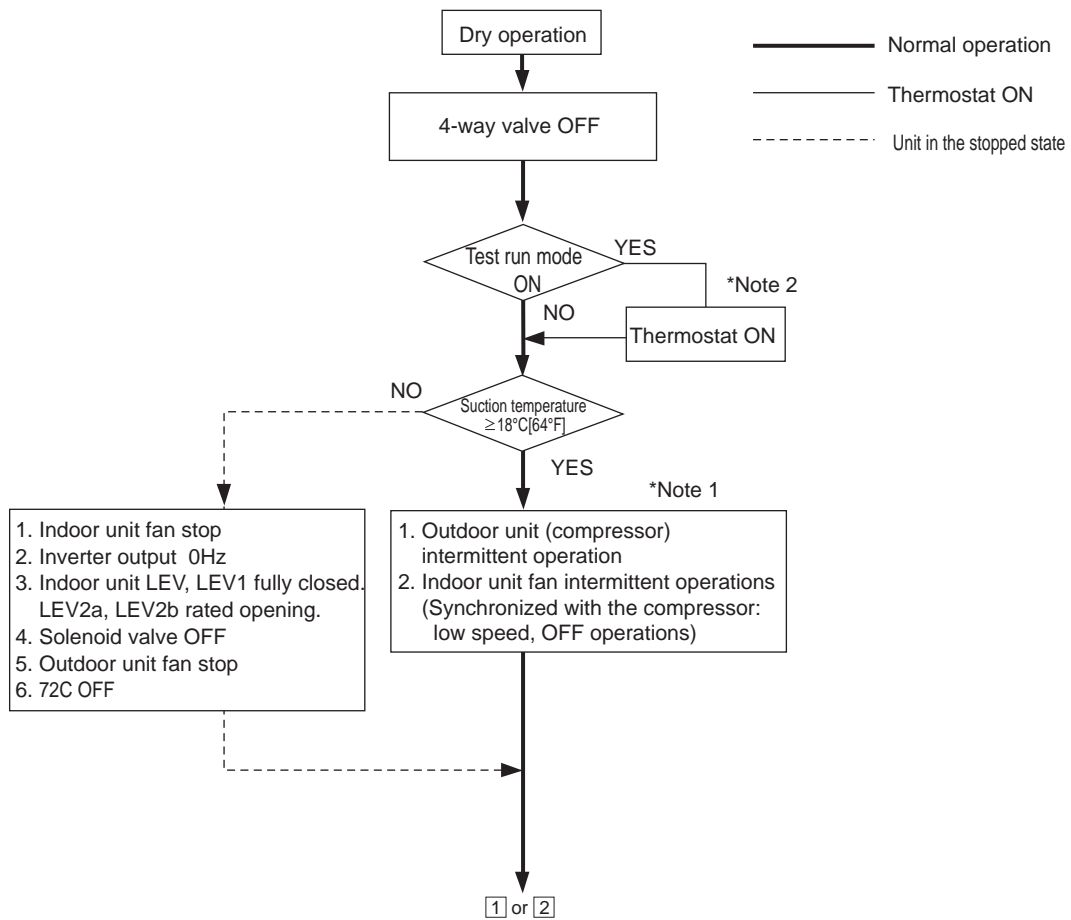 Dry operation
Normal operation
Thermostat ON
Unit in the stopped state
4-way valve OFF
Test run mode
ON
YES
NO
*Note 2
Thermostat ON
Suction temperature
≥18°C[64°F]
NO
YES
*Note 1
1. Indoor unit fan stop
2. Inverter output 0Hz
3. Indoor unit LEV, LEV1 fully closed.
LEV2a, LEV2b rated opening.
4. Solenoid valve OFF
5. Outdoor unit fan stop
6. 72C OFF
1. Outdoor unit (compressor)
intermittent operation
2. Indoor unit fan intermittent operations
(Synchronized with the compressor:
low speed, OFF operations)
1 or 2